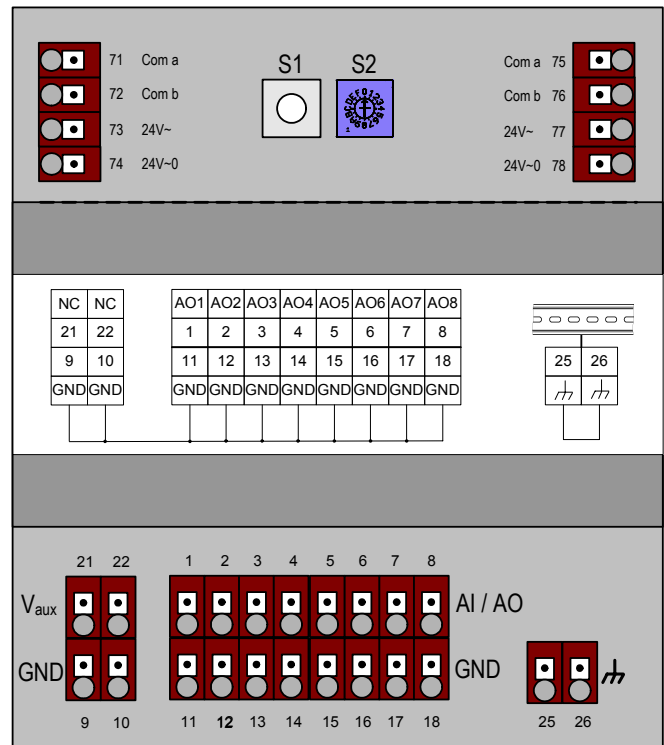 S1 S2
71 Com a Com a 75
72 Com b Com b 76
73 24V~ 24V~ 77
74 24V~0 24V~0 78
NC NC AO1 AO2 AO3 AO4 AO5 AO6 AO7 AO8
21 22 1 2 3 4 5 6 7 8
9 10 11 12 13 14 15 16 17 18 25 26
GND GND GND GND GND GND GND GND GND GND
21 22 1 2 3 4 5 6 7 8
Vaux AI / AO
GND GND
9 10 11 12 13 14 15 16 17 18 25 26